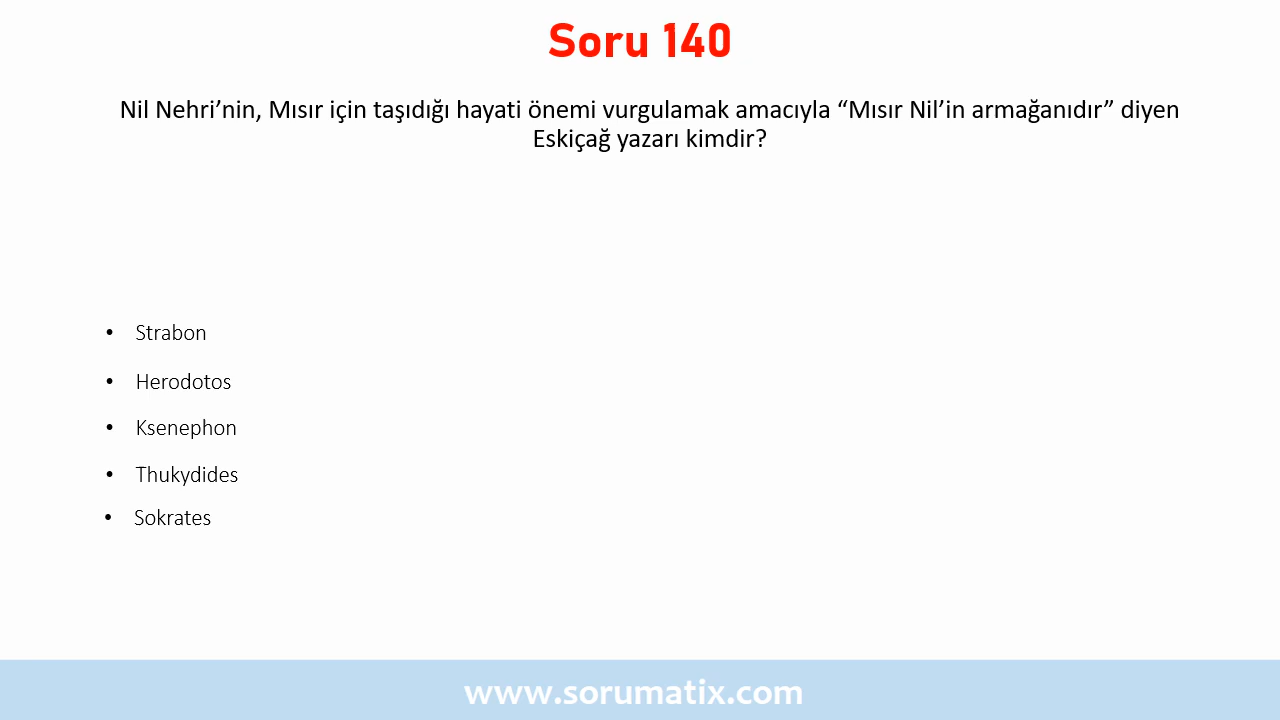 Soru 140
Nil Nehri’nin, Mısır için taşıdığı hayati önemi vurgulamak amacıyla “Mısır Nil’in armağanıdır” diyen
Eskiçağ yazarı kimdir?
• Strabon
• Herodotos
• Ksenephon
• Thukydides
• Sokrates
www.sorumatix.com